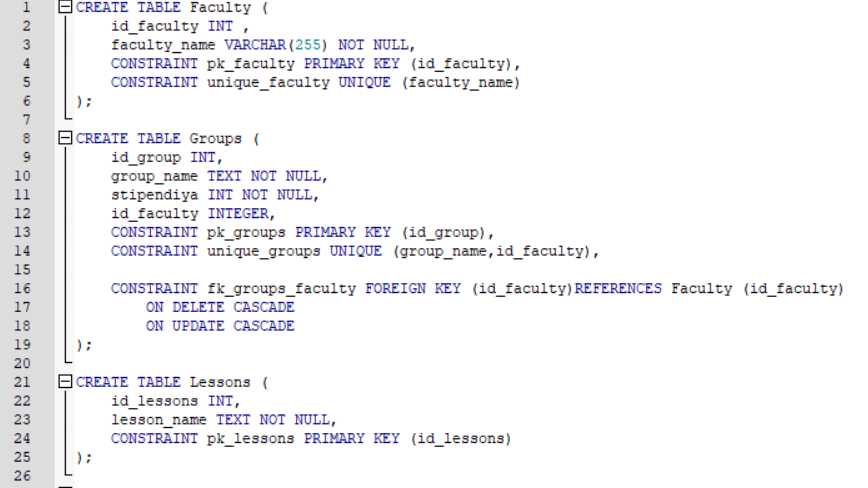 1 CREATE TABLE Faculty (
2 id_faculty INT ,
3 faculty_name VARCHAR(255) NOT NULL,
4 CONSTRAINT pk_faculty PRIMARY KEY (id_faculty),
5 CONSTRAINT unique_faculty UNIQUE (faculty_name)
6 );
7
8 CREATE TABLE Groups (
9 id_group INT,
10 group_name TEXT NOT NULL,
11 stipendiya INT NOT NULL,
12 id_faculty INTEGER,
13 CONSTRAINT pk_groups PRIMARY KEY (id_group),
14 CONSTRAINT unique_groups UNIQUE (group_name,id_faculty),
15
16 CONSTRAINT fk_groups_faculty FOREIGN KEY (id_faculty)REFERENCES Faculty (id_faculty)
17 ON DELETE CASCADE
18 ON UPDATE CASCADE
19 );
20
21 CREATE TABLE Lessons (
22 id_lessons INT,
23 lesson_name TEXT NOT NULL,
24 CONSTRAINT pk_lessons PRIMARY KEY (id_lessons)
25 );
26